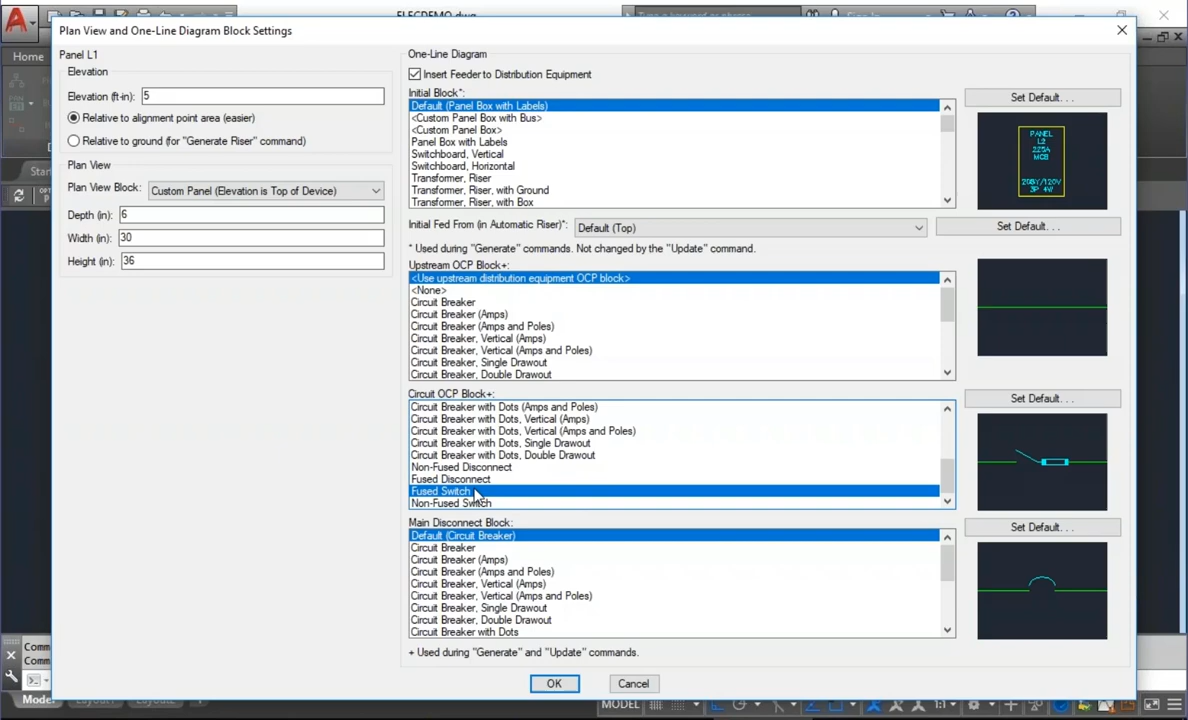 ELECDEMO.dwg
Plan View and One-Line Diagram Block Settings
Home
Panel L1
Elevation
Elevation (ft-in): 5
Relative to alignment point area (easier)
Relative to ground (for "Generate Riser" command)
Plan View
Plan View Block: Custom Panel (Elevation is Top of Device)
Depth (in): 6
Width (in): 30
Height (in): 36
One-Line Diagram
Insert Feeder to Distribution Equipment
Initial Block*:
Default (Panel Box with Labels)
<Custom Panel Box with Bus>
<Custom Panel Box>
Panel Box with Labels
Switchboard, Vertical
Switchboard, Horizontal
Transformer, Riser
Transformer, Riser, with Ground
Transformer, Riser, with Box
Set Default. . .
PANEL
L2
225A
MCB
208Y/120V
3P 4W
Initial Fed From (in Automatic Riser)*: Default (Top)
Set Default. . .
* Used during "Generate" commands. Not changed by the "Update" command.
Upstream OCP Block+:
<Use upstream distribution equipment OCP block>
<None>
Circuit Breaker
Circuit Breaker (Amps)
Circuit Breaker (Amps and Poles)
Circuit Breaker, Vertical (Amps)
Circuit Breaker, Vertical (Amps and Poles)
Circuit Breaker, Single Drawout
Circuit Breaker, Double Drawout
Circuit OCP Block+:
Set Default. . .
Circuit Breaker with Dots (Amps and Poles)
Circuit Breaker with Dots, Vertical (Amps)
Circuit Breaker with Dots, Vertical (Amps and Poles)
Circuit Breaker with Dots, Single Drawout
Circuit Breaker with Dots, Double Drawout
Non-Fused Disconnect
Fused Disconnect
Fused Switch
Non-Fused Switch
Main Disconnect Block:
Set Default. . .
Default (Circuit Breaker)
Circuit Breaker
Circuit Breaker (Amps)
Circuit Breaker (Amps and Poles)
Circuit Breaker, Vertical (Amps)
Circuit Breaker, Vertical (Amps and Poles)
Circuit Breaker, Single Drawout
Circuit Breaker, Double Drawout
Circuit Breaker with Dots
+ Used during "Generate" and "Update" commands.
OK
Cancel
Comm
Comm
Model
MODEL
1:1